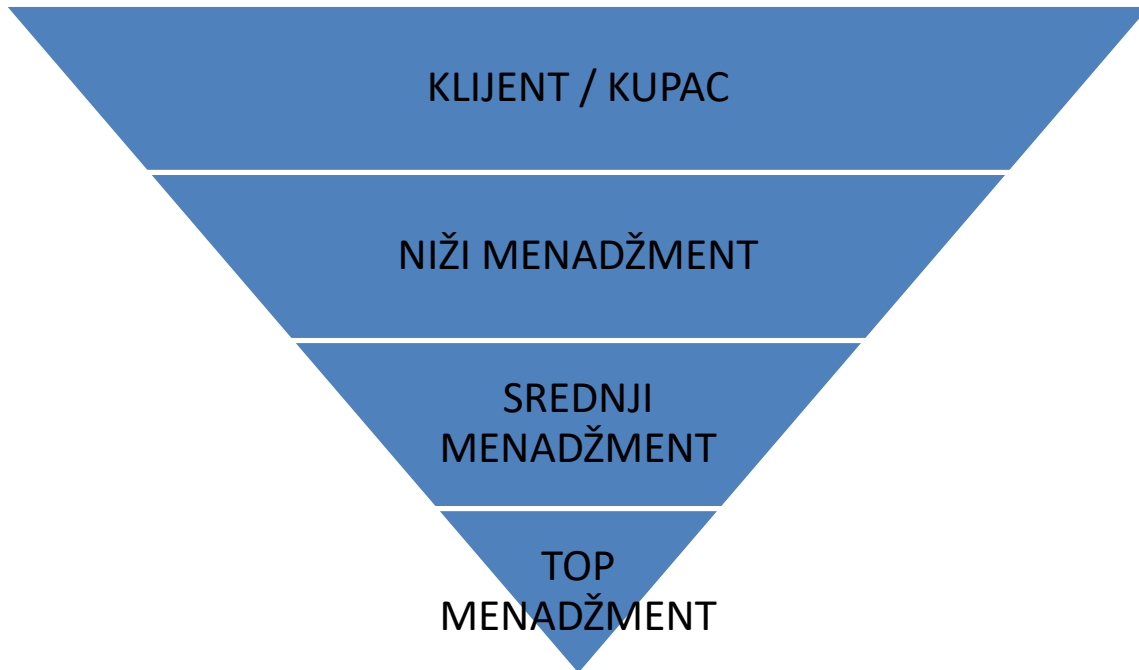 KLIJENT / KUPAC
NIŽI MENADŽMENT
SREDNJI
MENADŽMENT
TOP
MENADŽMENT